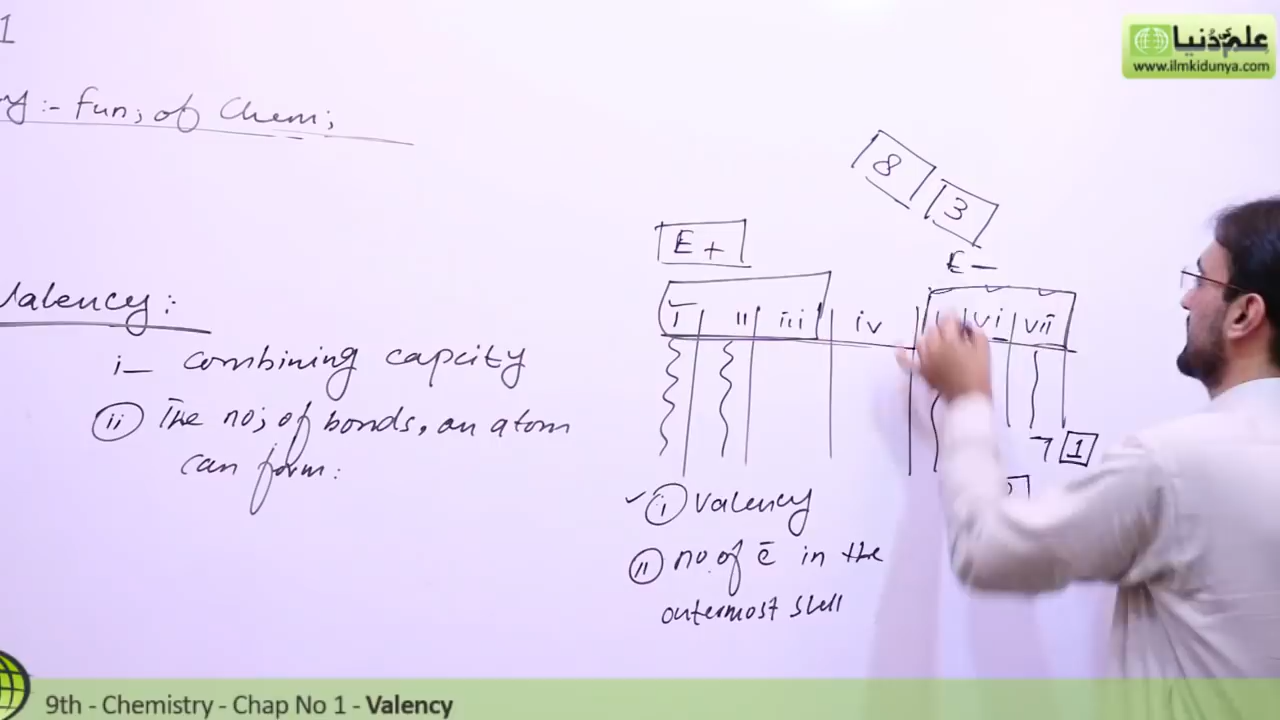 1
y :- Fun; of Chem;
علم کی دنیا
www.ilmkidunya.com
8
3
E +
E -
i ii iii iv vi vii
Valency :
i- combining capcity
ii The no; of bonds, an atom
can form :
7 1
i valency
ii no. of ē in the
outermost shell
9th - Chemistry - Chap No 1 - Valency